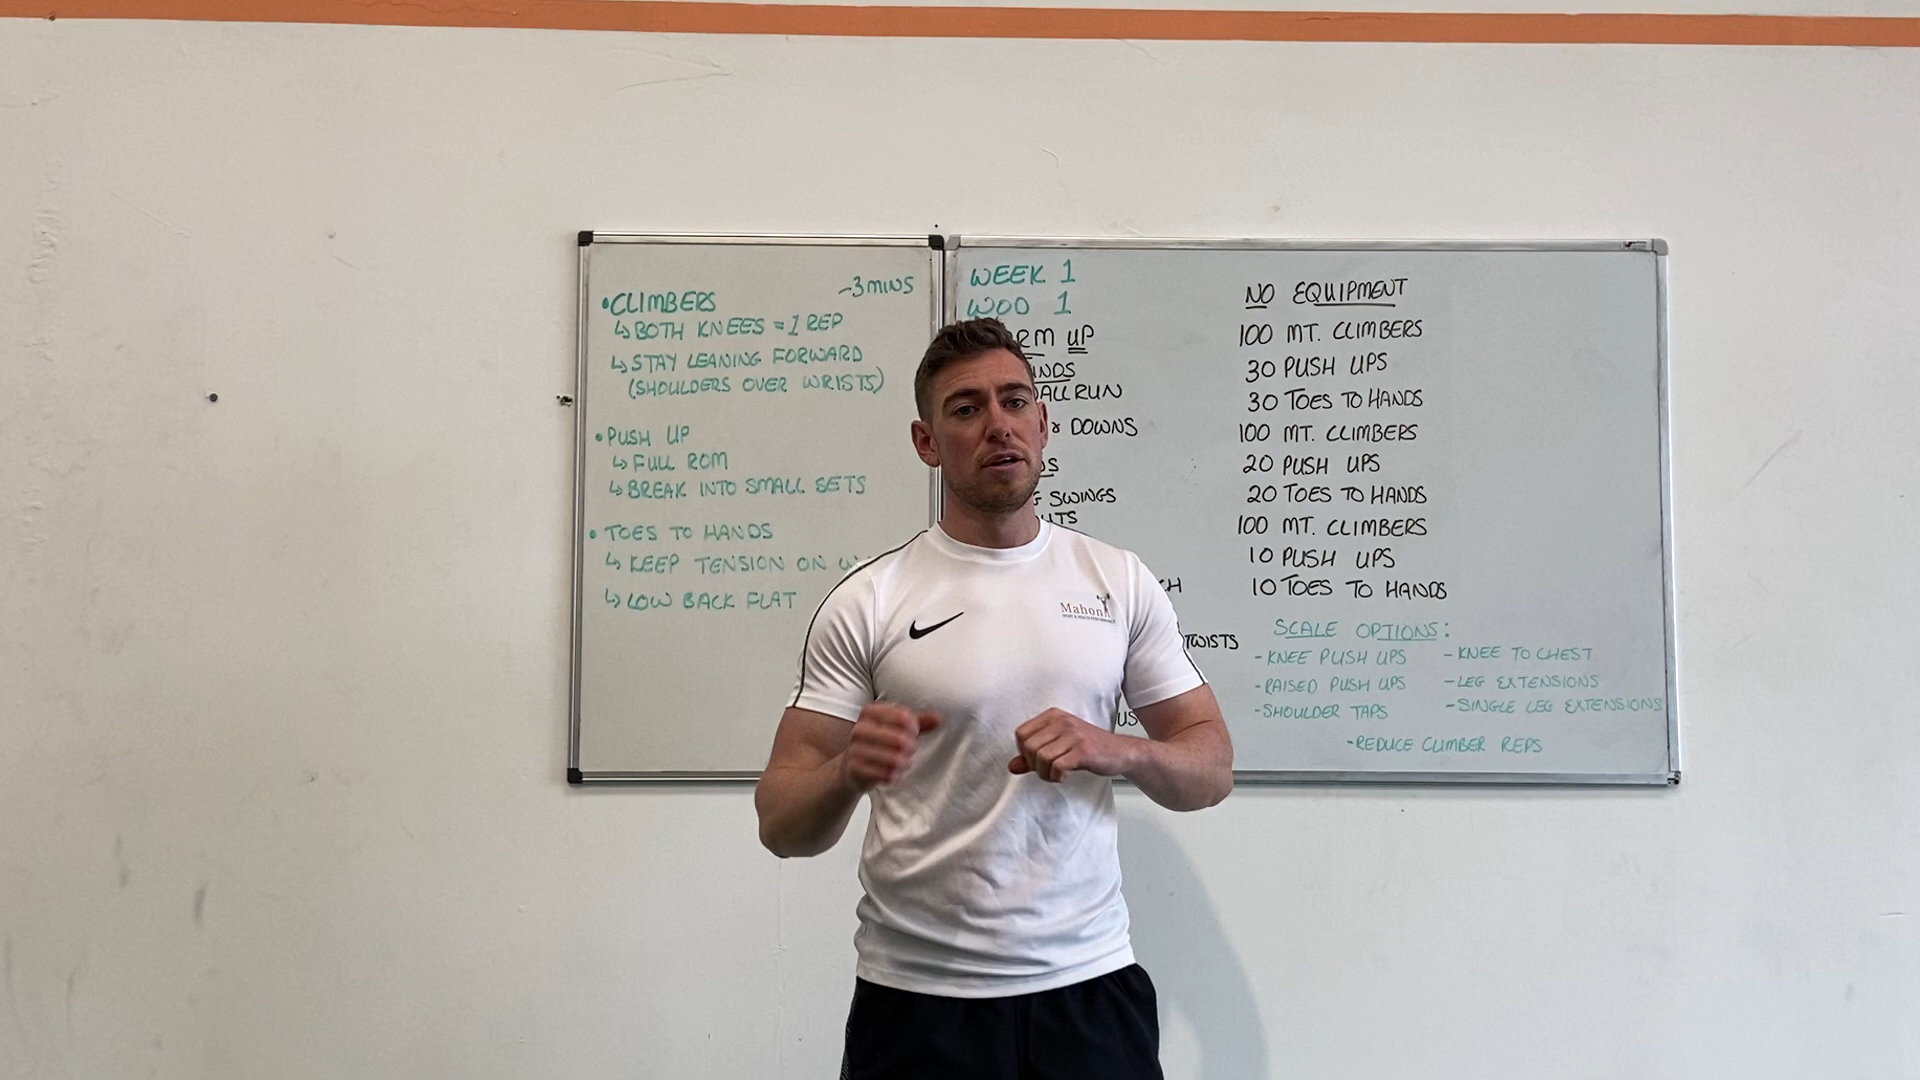 ~3 MINS
• CLIMBERS
↳ BOTH KNEES = 1 REP
↳ STAY LEANING FORWARD
(SHOULDERS OVER WRISTS)
• PUSH UP
↳ FULL ROM
↳ BREAK INTO SMALL SETS
• TOES TO HANDS
↳ KEEP TENSION ON
↳ LOW BACK FLAT
WEEK 1
WOD 1
UP
RUN
& DOWNS
SWINGS
TWISTS
NO EQUIPMENT
100 MT. CLIMBERS
30 PUSH UPS
30 TOES TO HANDS
100 MT. CLIMBERS
20 PUSH UPS
20 TOES TO HANDS
100 MT. CLIMBERS
10 PUSH UPS
10 TOES TO HANDS
SCALE OPTIONS:
- KNEE PUSH UPS
- RAISED PUSH UPS
- SHOULDER TAPS
- KNEE TO CHEST
- LEG EXTENSIONS
- SINGLE LEG EXTENSIONS
- REDUCE CLIMBER REPS